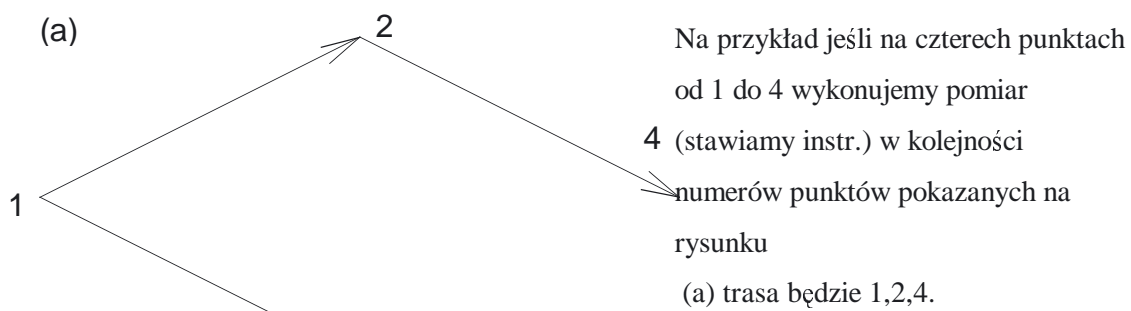 (a)
2
1
4
Na przykład jeśli na czterech punktach
od 1 do 4 wykonujemy pomiar
(stawiamy instr.) w kolejności
numerów punktów pokazanych na
rysunku
(a) trasa będzie 1,2,4.